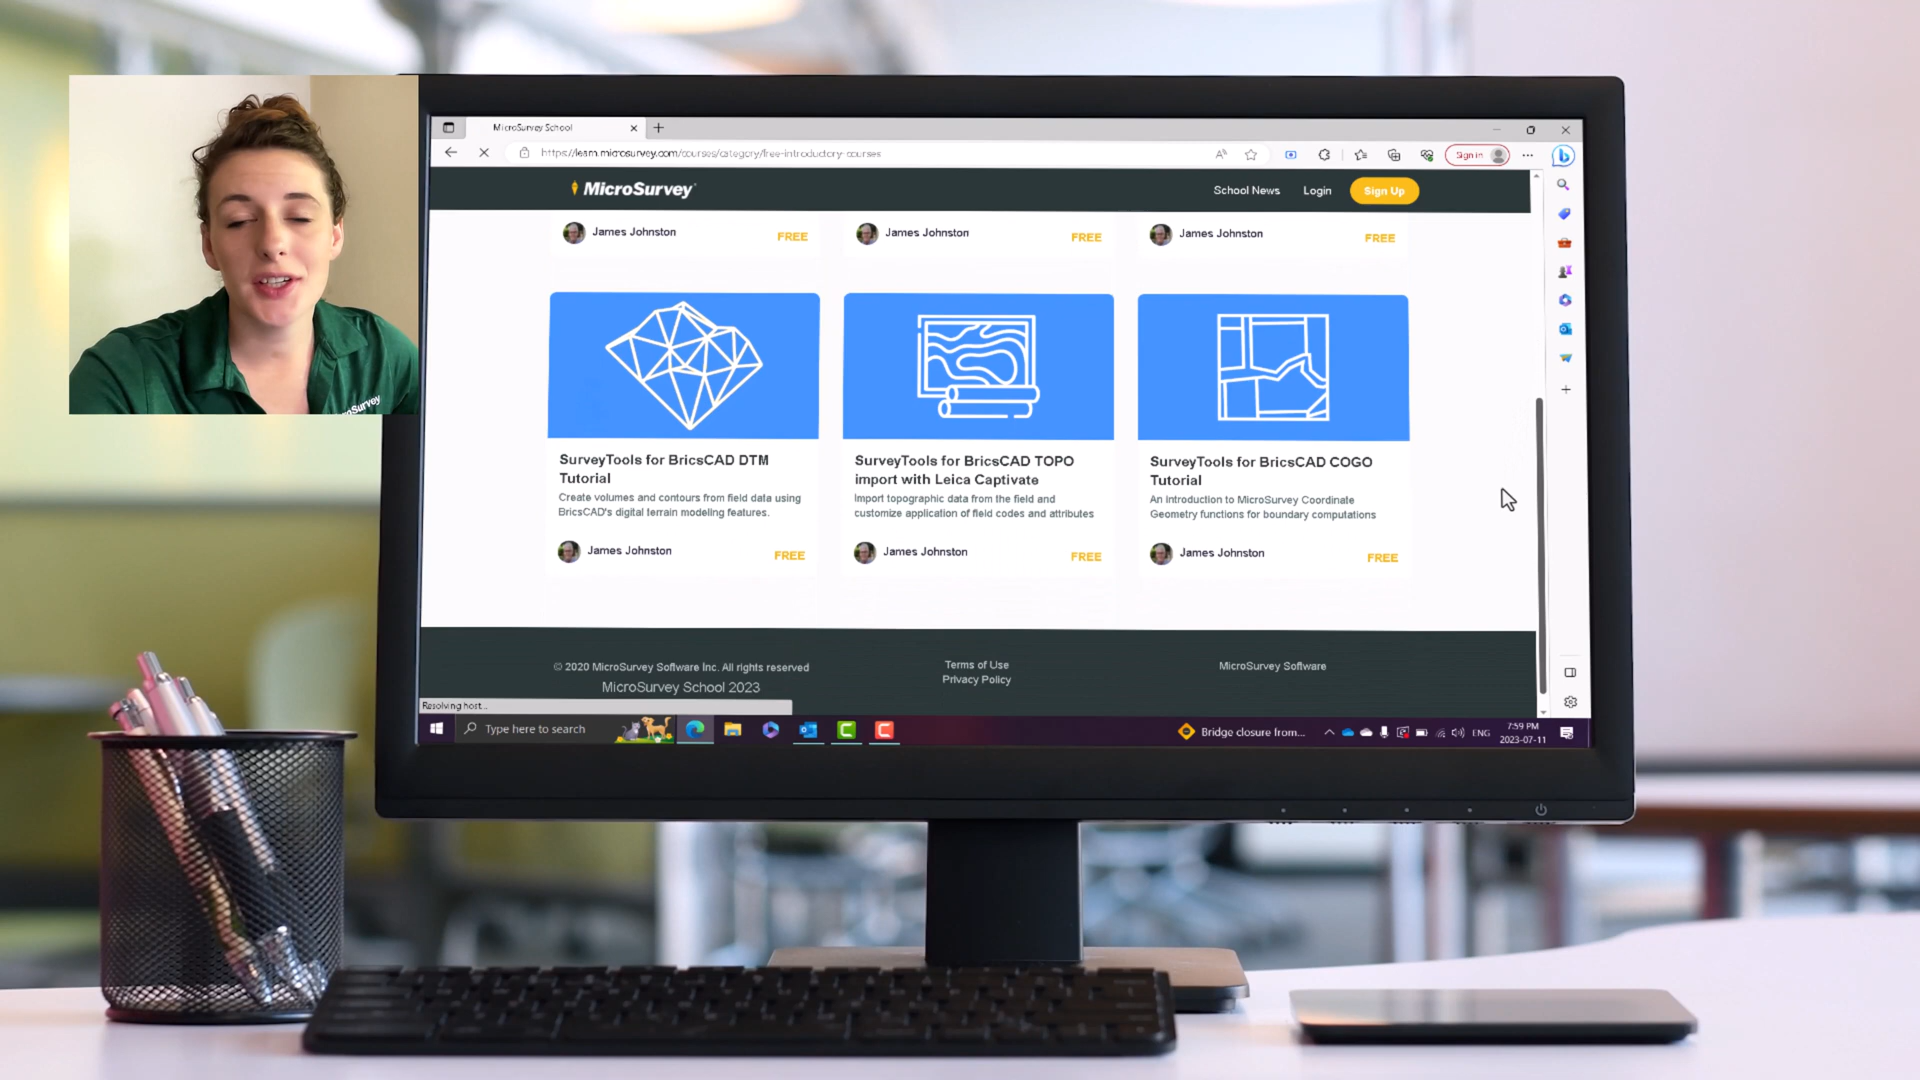 MicroSurvey School
https://learn.microsurvey.com/courses/category/free-introductory-courses
Sign in
MicroSurvey
School News
Login
Sign Up
James Johnston
FREE
James Johnston
FREE
James Johnston
FREE
SurveyTools for BricsCAD DTM
Tutorial
Create volumes and contours from field data using
BricsCAD's digital terrain modeling features.
James Johnston
FREE
SurveyTools for BricsCAD TOPO
import with Leica Captivate
Import topographic data from the field and
customize application of field codes and attributes
James Johnston
FREE
SurveyTools for BricsCAD COGO
Tutorial
An introduction to MicroSurvey Coordinate
Geometry functions for boundary computations
James Johnston
FREE
© 2020 MicroSurvey Software Inc. All rights reserved
MicroSurvey School 2023
Terms of Use
Privacy Policy
MicroSurvey Software
Resolving host...
Type here to search
Bridge closure from...
ENG
7:59 PM
2023-07-11